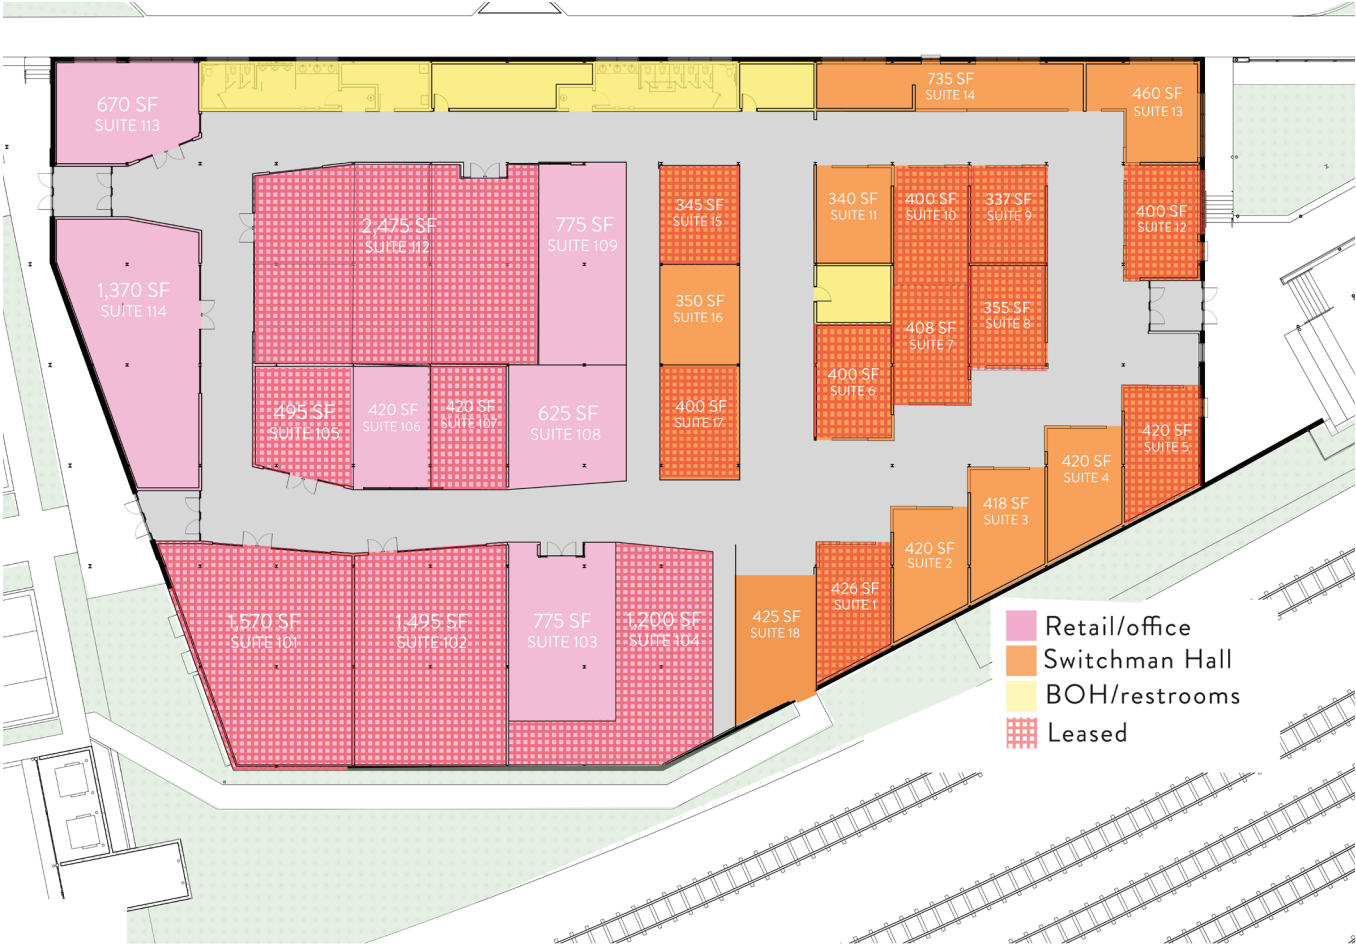 670 SF
SUITE 113
735 SF
SUITE 14
460 SF
SUITE 13
2,475 SF
SUITE 112
775 SF
SUITE 109
345 SF
SUITE 15
340 SF
SUITE 11
400 SF
SUITE 10
337 SF
SUITE 9
400 SF
SUITE 12
1,370 SF
SUITE 114
350 SF
SUITE 16
408 SF
SUITE 7
355 SF
SUITE 8
495 SF
SUITE 105
420 SF
SUITE 106
420 SF
SUITE 107
625 SF
SUITE 108
400 SF
SUITE 17
400 SF
SUITE 6
420 SF
SUITE 5
420 SF
SUITE 4
418 SF
SUITE 3
420 SF
SUITE 2
426 SF
SUITE 1
1,570 SF
SUITE 101
1,495 SF
SUITE 102
775 SF
SUITE 103
1,200 SF
SUITE 104
425 SF
SUITE 18
Retail/office
Switchman Hall
BOH/restrooms
Leased